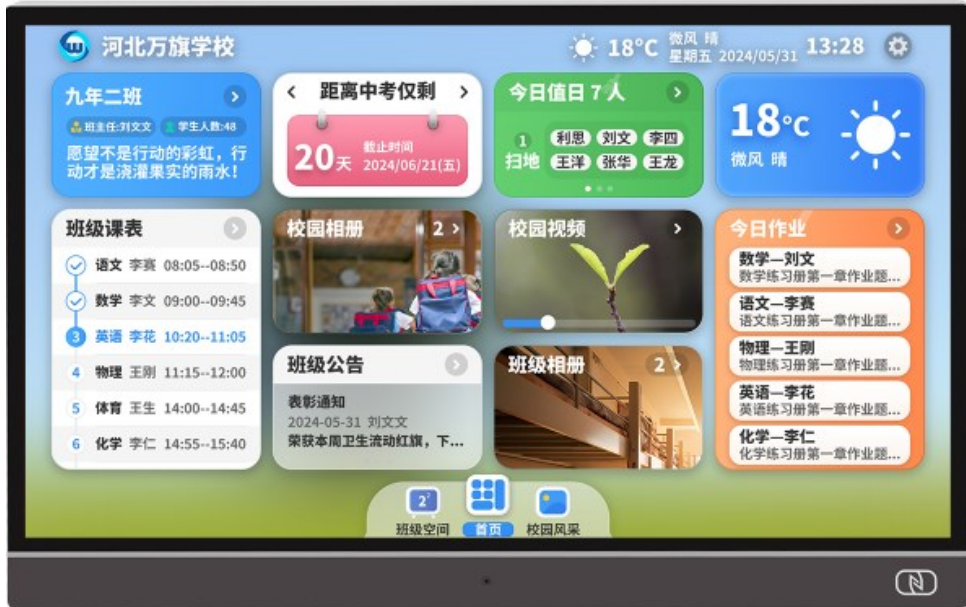 河北万旗学校
18°C
微风 晴
星期五 2024/05/31
13:28
九年二班
班主任:刘文文
学生人数:48
愿望不是行动的彩虹，行
动才是浇灌果实的雨水！
距离中考仅剩
20天
截止时间
2024/06/21(五)
今日值日7人
1
扫地
利思 刘文 李四
王洋 张华 王龙
18°C
微风 晴
班级课表
语文 李赛 08:05--08:50
数学 李文 09:00--09:45
3 英语 李花 10:20--11:05
4 物理 王刚 11:15--12:00
5 体育 王生 14:00--14:45
6 化学 李仁 14:55--15:40
校园相册 2
校园视频
班级公告
表彰通知
2024-05-31 刘文文
荣获本周卫生流动红旗，下...
班级相册 2
今日作业
数学—刘文
数学练习册第一章作业题...
语文—李赛
语文练习册第一章作业题...
物理—王刚
物理练习册第一章作业题...
英语—李花
英语练习册第一章作业题...
化学—李仁
化学练习册第一章作业题...
班级空间
首页
校园风采